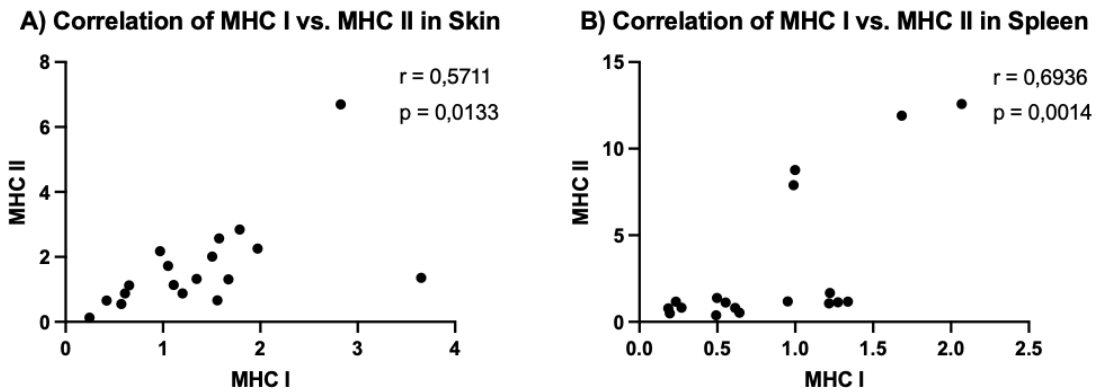 A) Correlation of MHC I vs. MHC II in Skin
8
6
4
2
0
MHC II
r = 0,5711
p = 0,0133
0
1
2
3
4
MHC I
B) Correlation of MHC I vs. MHC II in Spleen
15
10
5
0
MHC II
r = 0,6936
p = 0,0014
0.0
0.5
1.0
1.5
2.0
2.5
MHC I